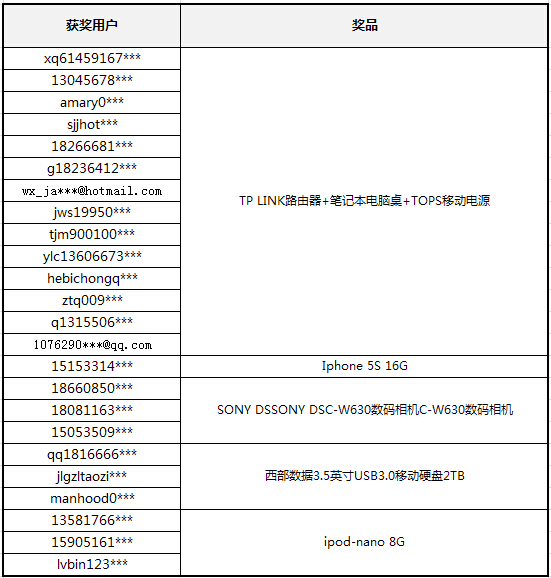 获奖用户 奖品
xq61459167***
13045678***
amary0***
sjjhot***
18266681***
g18236412***
wx_ja***@hotmail.com
TP LINK路由器+笔记本电脑桌+TOPS移动电源
jws19950***
tjm900100***
ylc13606673***
hebichongq***
ztq009***
q1315506***
1076290***@qq.com
15153314*** Iphone 5S 16G
18660850***
18081163*** SONY DSSONY DSC-W630数码相机C-W630数码相机
15053509***
qq1816666***
jlgzltaozi*** 西部数据3.5英寸USB3.0移动硬盘2TB
manhood0***
13581766***
15905161*** ipod-nano 8G
lvbin123***